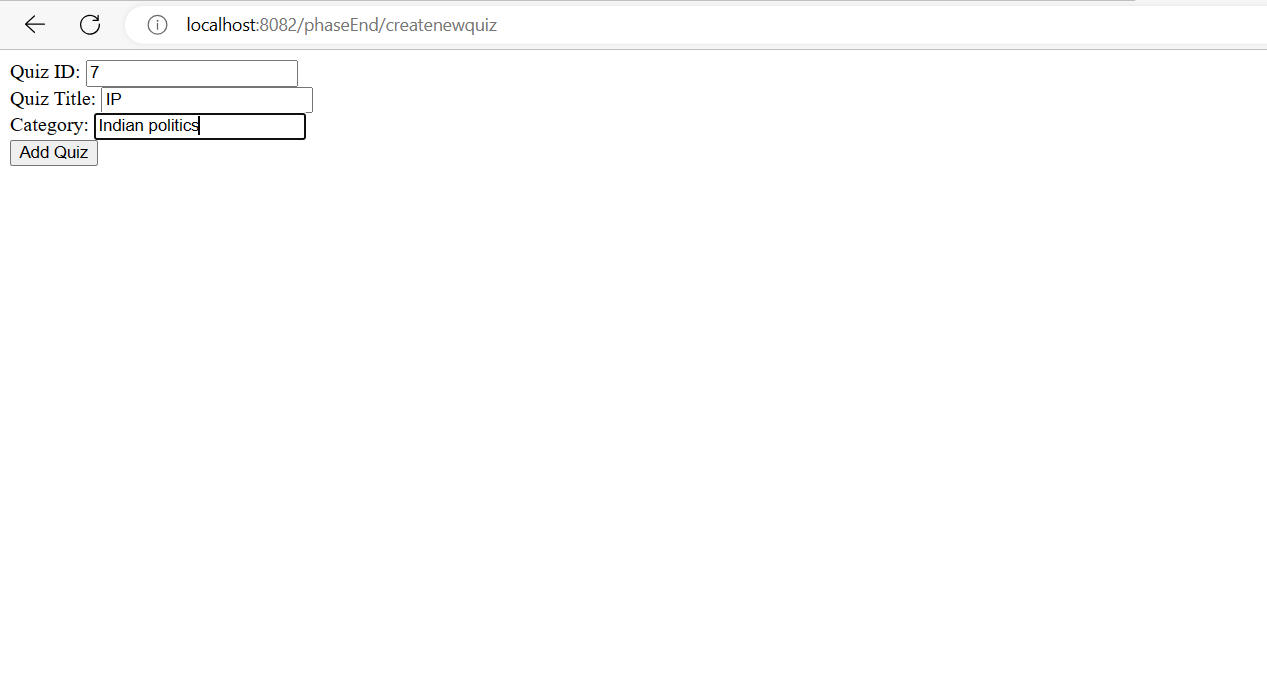 localhost:8082/phaseEnd/createnewquiz
Quiz ID: 7
Quiz Title: IP
Category: Indian politics
Add Quiz